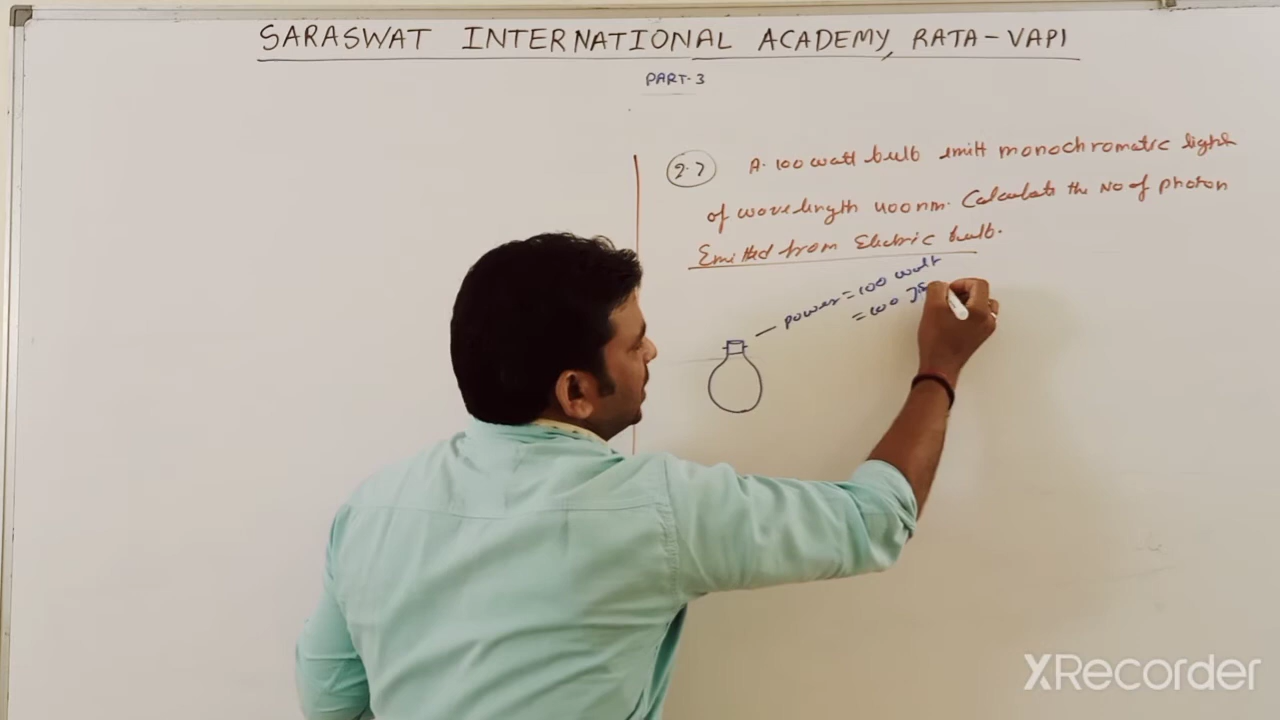 SARASWAT INTERNATIONAL ACADEMY, RATA-VAPI
PART-3
2.7 A. 100 watt bulb emitt monochromatic light
of wavelength 400nm. Calculate the No of photon
Emitted from Electric bulb.
power = 100 watt
= 100
XRecorder